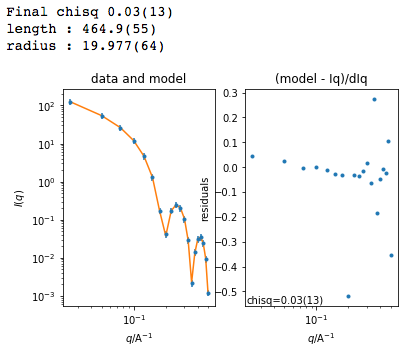 Final chisq 0.03(13)
length : 464.9(55)
radius : 19.977(64)
data and model
(model - Iq)/dIq
10²
10¹
10⁰
10⁻¹
10⁻²
10⁻³
I(q)
10⁻¹
q/A⁻¹
0.3
0.2
0.1
0.0
−0.1
−0.2
−0.3
−0.4
−0.5
residuals
chisq=0.03(13)
10⁻¹
q/A⁻¹